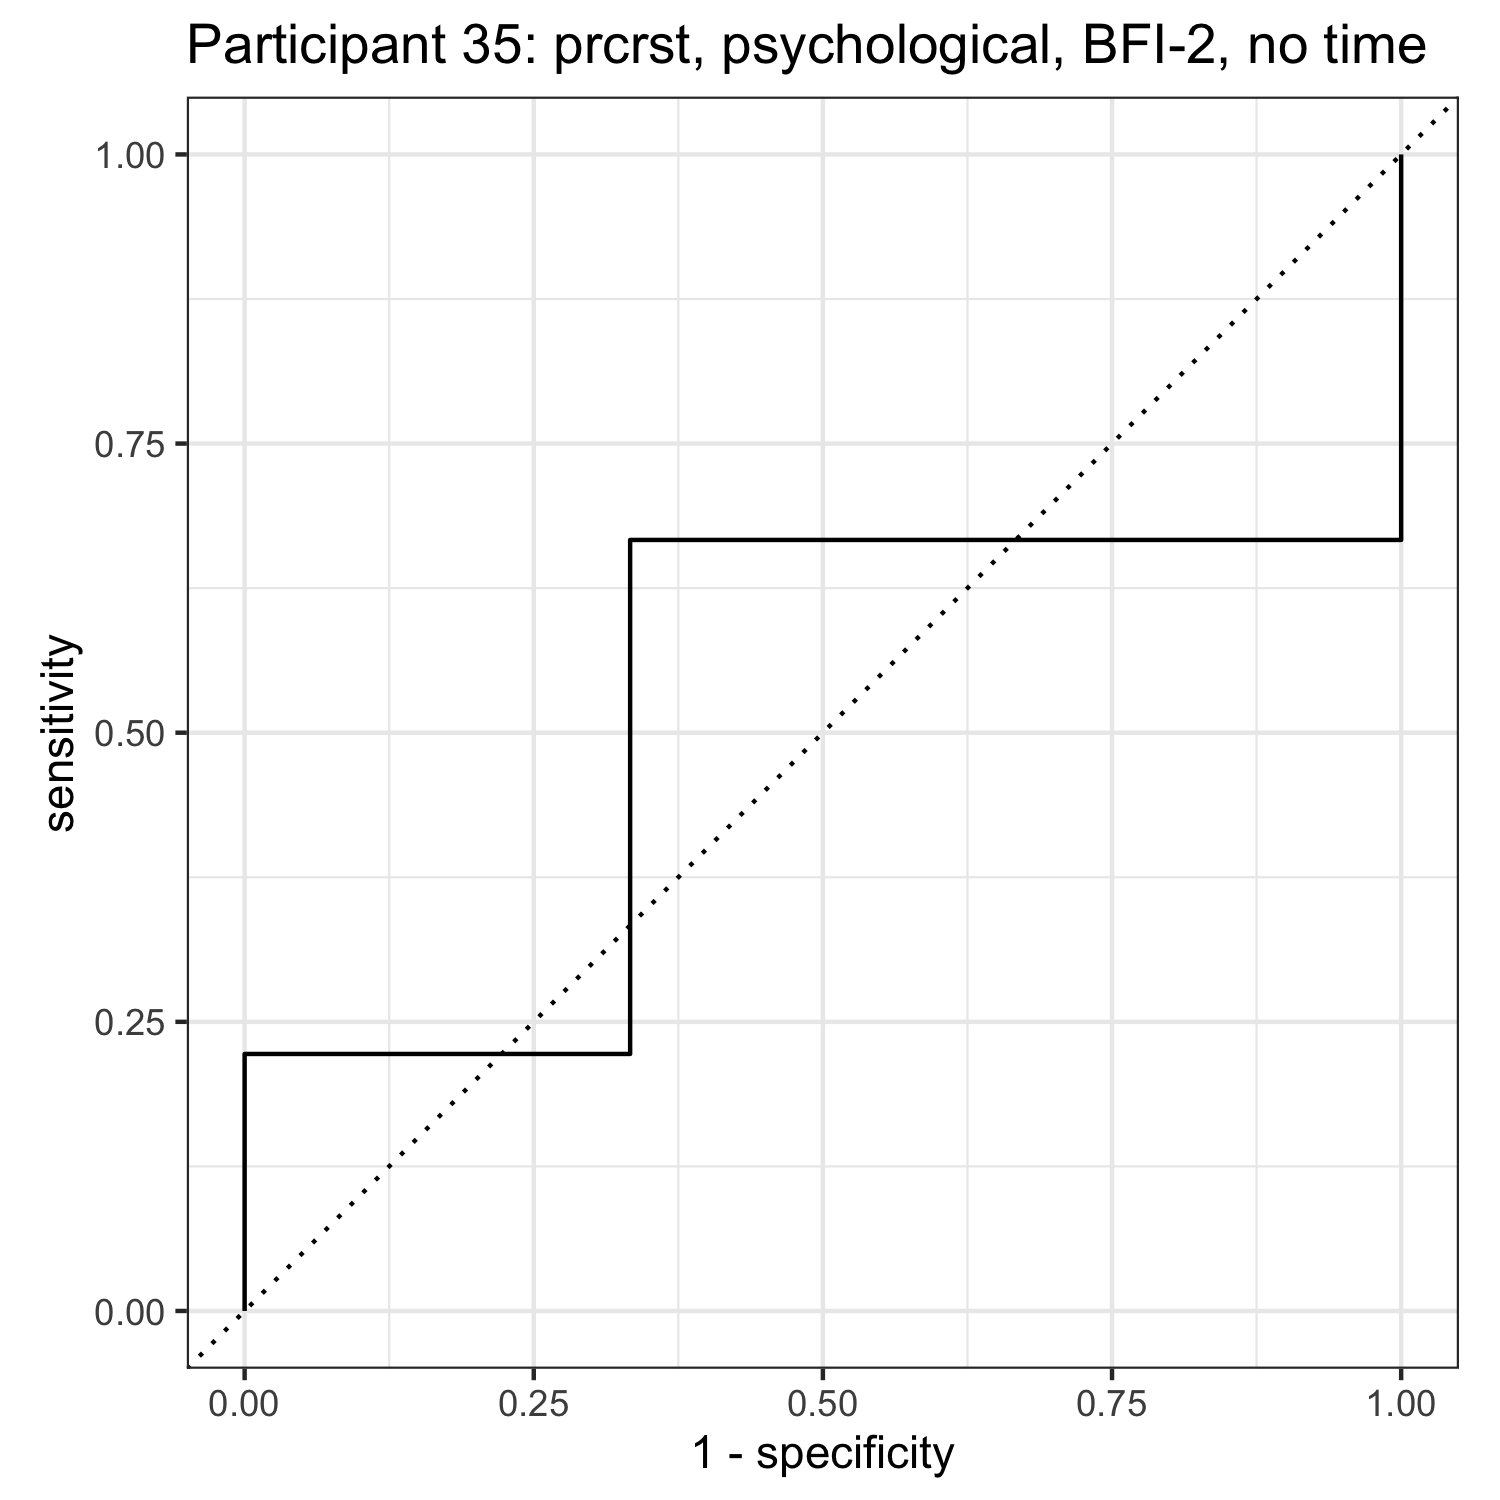 Participant 35: prcrst, psychological, BFI-2, no time
1.00
0.75
0.50
0.25
0.00
sensitivity
0.00 0.25 0.50 0.75 1.00
1 - specificity